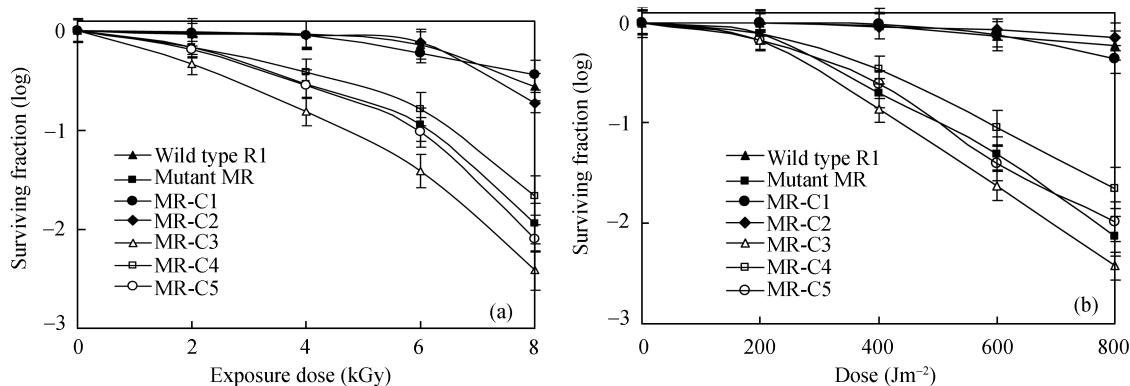 −0
−1
−2
−3
Surviving fraction (log)
Wild type R1
Mutant MR
MR-C1
MR-C2
MR-C3
MR-C4
MR-C5
(a)
0 2 4 6 8
Exposure dose (kGy)
−0
−1
−2
−3
Surviving fraction (log)
Wild type R1
Mutant MR
MR-C1
MR-C2
MR-C3
MR-C4
MR-C5
(b)
0 200 400 600 800
Dose (Jm⁻²)